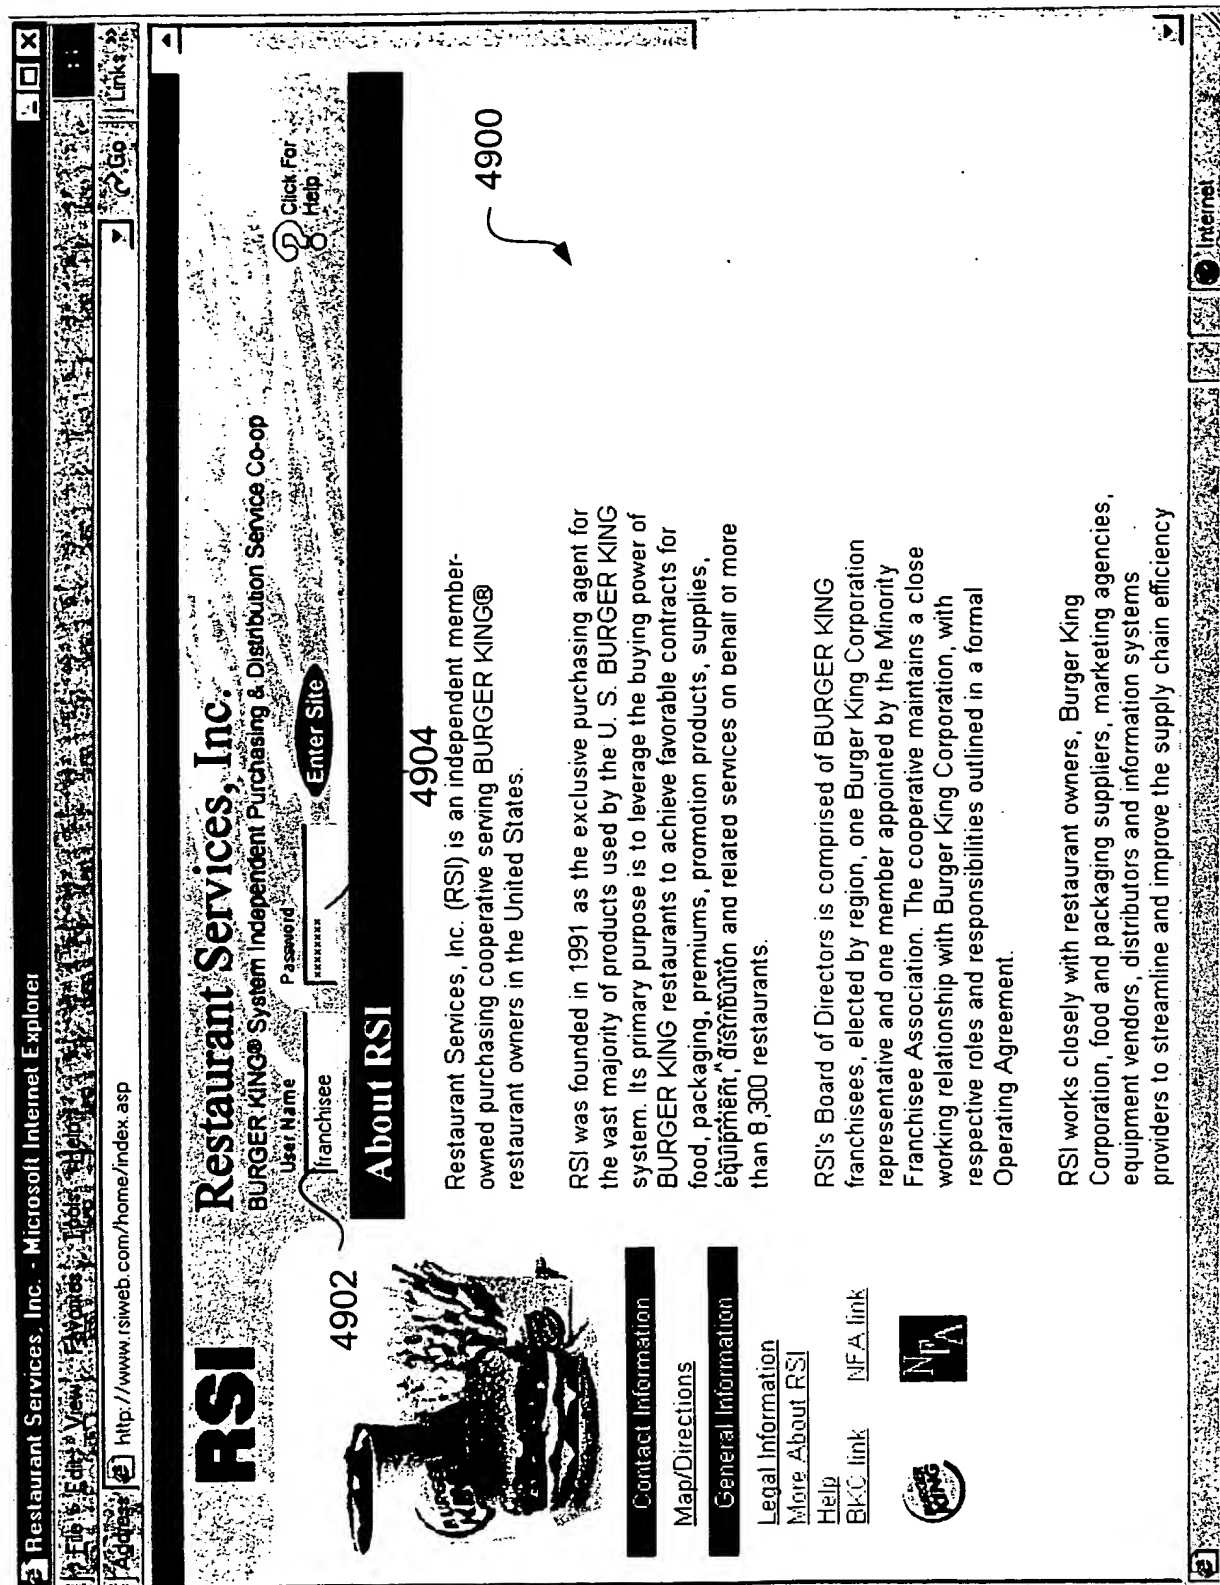 Restaurant Services, Inc. - Microsoft Internet Explorer
File Edit View Favorites Tools Help
Address http://www.rsiweb.com/home/index.asp Go Links »
RSI
Restaurant Services, Inc.
BURGER KING® System Independent Purchasing & Distribution Service Co-op
User Name Password
franchisee ******** Enter Site Click For
Help
4902
4904
4900
About RSI
Restaurant Services, Inc. (RSI) is an independent member-
owned purchasing cooperative serving BURGER KING®
restaurant owners in the United States.
RSI was founded in 1991 as the exclusive purchasing agent for
the vast majority of products used by the U. S. BURGER KING
system. Its primary purpose is to leverage the buying power of
BURGER KING restaurants to achieve favorable contracts for
food, packaging, premiums, promotion products, supplies,
equipment, distribution and related services on behalf of more
than 8,300 restaurants.
RSI's Board of Directors is comprised of BURGER KING
franchisees, elected by region, one Burger King Corporation
representative and one member appointed by the Minority
Franchisee Association. The cooperative maintains a close
working relationship with Burger King Corporation, with
respective roles and responsibilities outlined in a formal
Operating Agreement.
RSI works closely with restaurant owners, Burger King
Corporation, food and packaging suppliers, marketing agencies,
equipment vendors, distributors and information systems
providers to streamline and improve the supply chain efficiency
Contact Information
Map/Directions
General Information
Legal Information
More About RSI
Help
BKC link NFA link
BURGER KING
NFA
Internet